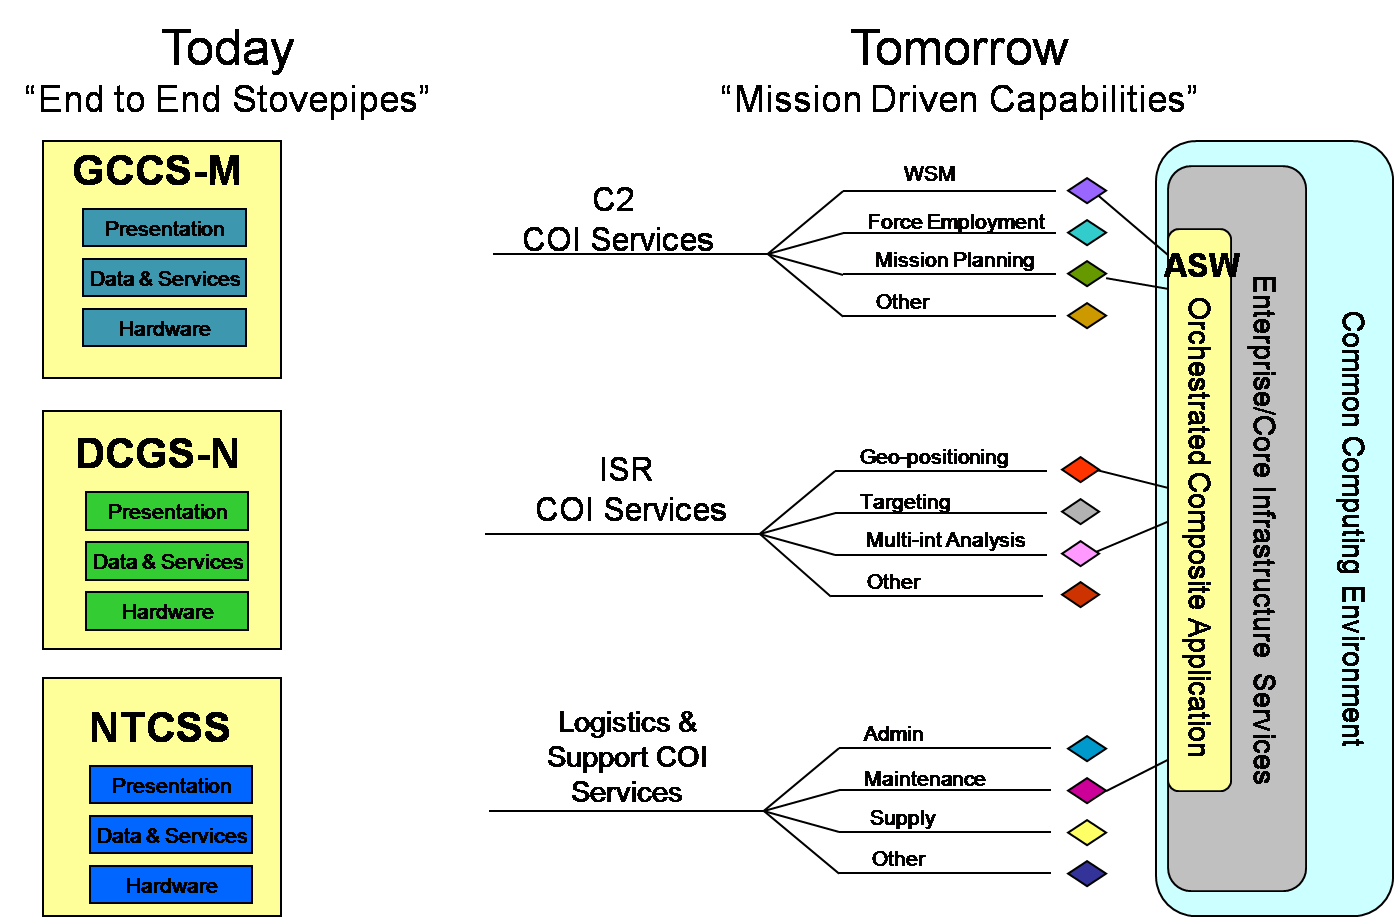 Today
“End to End Stovepipes”
GCCS-M
Presentation
Data & Services
Hardware
DCGS-N
Presentation
Data & Services
Hardware
NTCSS
Presentation
Data & Services
Hardware
Tomorrow
“Mission Driven Capabilities”
C2
COI Services
WSM
Force Employment
Mission Planning
Other
ISR
COI Services
Geo-positioning
Targeting
Multi-int Analysis
Other
Logistics &
Support COI
Services
Admin
Maintenance
Supply
Other
ASW
Orchestrated Composite Application
Enterprise/Core Infrastructure Services
Common Computing Environment